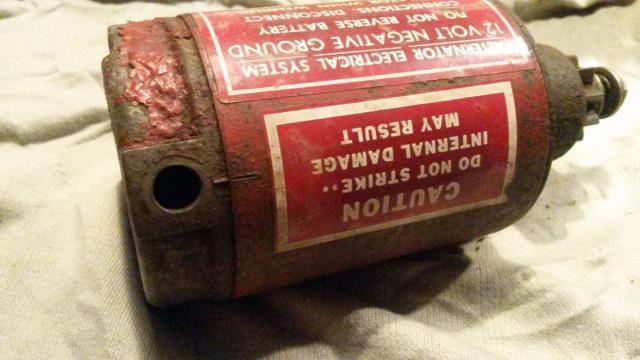 CAUTION
DO NOT STRIKE,.
INTERNAL DAMAGE
MAY RESULT
ALTERNATOR ELECTRICAL SYSTEM
12 VOLT NEGATIVE GROUND
DO NOT REVERSE BATTERY
CONNECTIONS, DISCONNECT